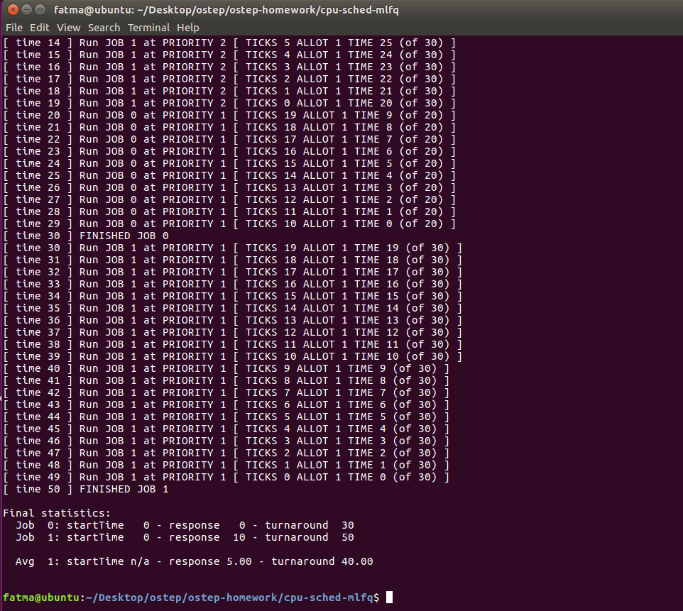 fatma@ubuntu: ~/Desktop/ostep/ostep-homework/cpu-sched-mlfq
File Edit View Search Terminal Help
[ time 14 ] Run JOB 1 at PRIORITY 2 [ TICKS 5 ALLOT 1 TIME 25 (of 30) ]
[ time 15 ] Run JOB 1 at PRIORITY 2 [ TICKS 4 ALLOT 1 TIME 24 (of 30) ]
[ time 16 ] Run JOB 1 at PRIORITY 2 [ TICKS 3 ALLOT 1 TIME 23 (of 30) ]
[ time 17 ] Run JOB 1 at PRIORITY 2 [ TICKS 2 ALLOT 1 TIME 22 (of 30) ]
[ time 18 ] Run JOB 1 at PRIORITY 2 [ TICKS 1 ALLOT 1 TIME 21 (of 30) ]
[ time 19 ] Run JOB 1 at PRIORITY 2 [ TICKS 0 ALLOT 1 TIME 20 (of 30) ]
[ time 20 ] Run JOB 0 at PRIORITY 1 [ TICKS 19 ALLOT 1 TIME 9 (of 20) ]
[ time 21 ] Run JOB 0 at PRIORITY 1 [ TICKS 18 ALLOT 1 TIME 8 (of 20) ]
[ time 22 ] Run JOB 0 at PRIORITY 1 [ TICKS 17 ALLOT 1 TIME 7 (of 20) ]
[ time 23 ] Run JOB 0 at PRIORITY 1 [ TICKS 16 ALLOT 1 TIME 6 (of 20) ]
[ time 24 ] Run JOB 0 at PRIORITY 1 [ TICKS 15 ALLOT 1 TIME 5 (of 20) ]
[ time 25 ] Run JOB 0 at PRIORITY 1 [ TICKS 14 ALLOT 1 TIME 4 (of 20) ]
[ time 26 ] Run JOB 0 at PRIORITY 1 [ TICKS 13 ALLOT 1 TIME 3 (of 20) ]
[ time 27 ] Run JOB 0 at PRIORITY 1 [ TICKS 12 ALLOT 1 TIME 2 (of 20) ]
[ time 28 ] Run JOB 0 at PRIORITY 1 [ TICKS 11 ALLOT 1 TIME 1 (of 20) ]
[ time 29 ] Run JOB 0 at PRIORITY 1 [ TICKS 10 ALLOT 1 TIME 0 (of 20) ]
[ time 30 ] FINISHED JOB 0
[ time 30 ] Run JOB 1 at PRIORITY 1 [ TICKS 19 ALLOT 1 TIME 19 (of 30) ]
[ time 31 ] Run JOB 1 at PRIORITY 1 [ TICKS 18 ALLOT 1 TIME 18 (of 30) ]
[ time 32 ] Run JOB 1 at PRIORITY 1 [ TICKS 17 ALLOT 1 TIME 17 (of 30) ]
[ time 33 ] Run JOB 1 at PRIORITY 1 [ TICKS 16 ALLOT 1 TIME 16 (of 30) ]
[ time 34 ] Run JOB 1 at PRIORITY 1 [ TICKS 15 ALLOT 1 TIME 15 (of 30) ]
[ time 35 ] Run JOB 1 at PRIORITY 1 [ TICKS 14 ALLOT 1 TIME 14 (of 30) ]
[ time 36 ] Run JOB 1 at PRIORITY 1 [ TICKS 13 ALLOT 1 TIME 13 (of 30) ]
[ time 37 ] Run JOB 1 at PRIORITY 1 [ TICKS 12 ALLOT 1 TIME 12 (of 30) ]
[ time 38 ] Run JOB 1 at PRIORITY 1 [ TICKS 11 ALLOT 1 TIME 11 (of 30) ]
[ time 39 ] Run JOB 1 at PRIORITY 1 [ TICKS 10 ALLOT 1 TIME 10 (of 30) ]
[ time 40 ] Run JOB 1 at PRIORITY 1 [ TICKS 9 ALLOT 1 TIME 9 (of 30) ]
[ time 41 ] Run JOB 1 at PRIORITY 1 [ TICKS 8 ALLOT 1 TIME 8 (of 30) ]
[ time 42 ] Run JOB 1 at PRIORITY 1 [ TICKS 7 ALLOT 1 TIME 7 (of 30) ]
[ time 43 ] Run JOB 1 at PRIORITY 1 [ TICKS 6 ALLOT 1 TIME 6 (of 30) ]
[ time 44 ] Run JOB 1 at PRIORITY 1 [ TICKS 5 ALLOT 1 TIME 5 (of 30) ]
[ time 45 ] Run JOB 1 at PRIORITY 1 [ TICKS 4 ALLOT 1 TIME 4 (of 30) ]
[ time 46 ] Run JOB 1 at PRIORITY 1 [ TICKS 3 ALLOT 1 TIME 3 (of 30) ]
[ time 47 ] Run JOB 1 at PRIORITY 1 [ TICKS 2 ALLOT 1 TIME 2 (of 30) ]
[ time 48 ] Run JOB 1 at PRIORITY 1 [ TICKS 1 ALLOT 1 TIME 1 (of 30) ]
[ time 49 ] Run JOB 1 at PRIORITY 1 [ TICKS 0 ALLOT 1 TIME 0 (of 30) ]
[ time 50 ] FINISHED JOB 1
Final statistics:
Job  0: startTime   0 - response   0 - turnaround  30
Job  1: startTime   0 - response  10 - turnaround  50
Avg  1: startTime n/a - response 5.00 - turnaround 40.00
fatma@ubuntu:~/Desktop/ostep/ostep-homework/cpu-sched-mlfq$